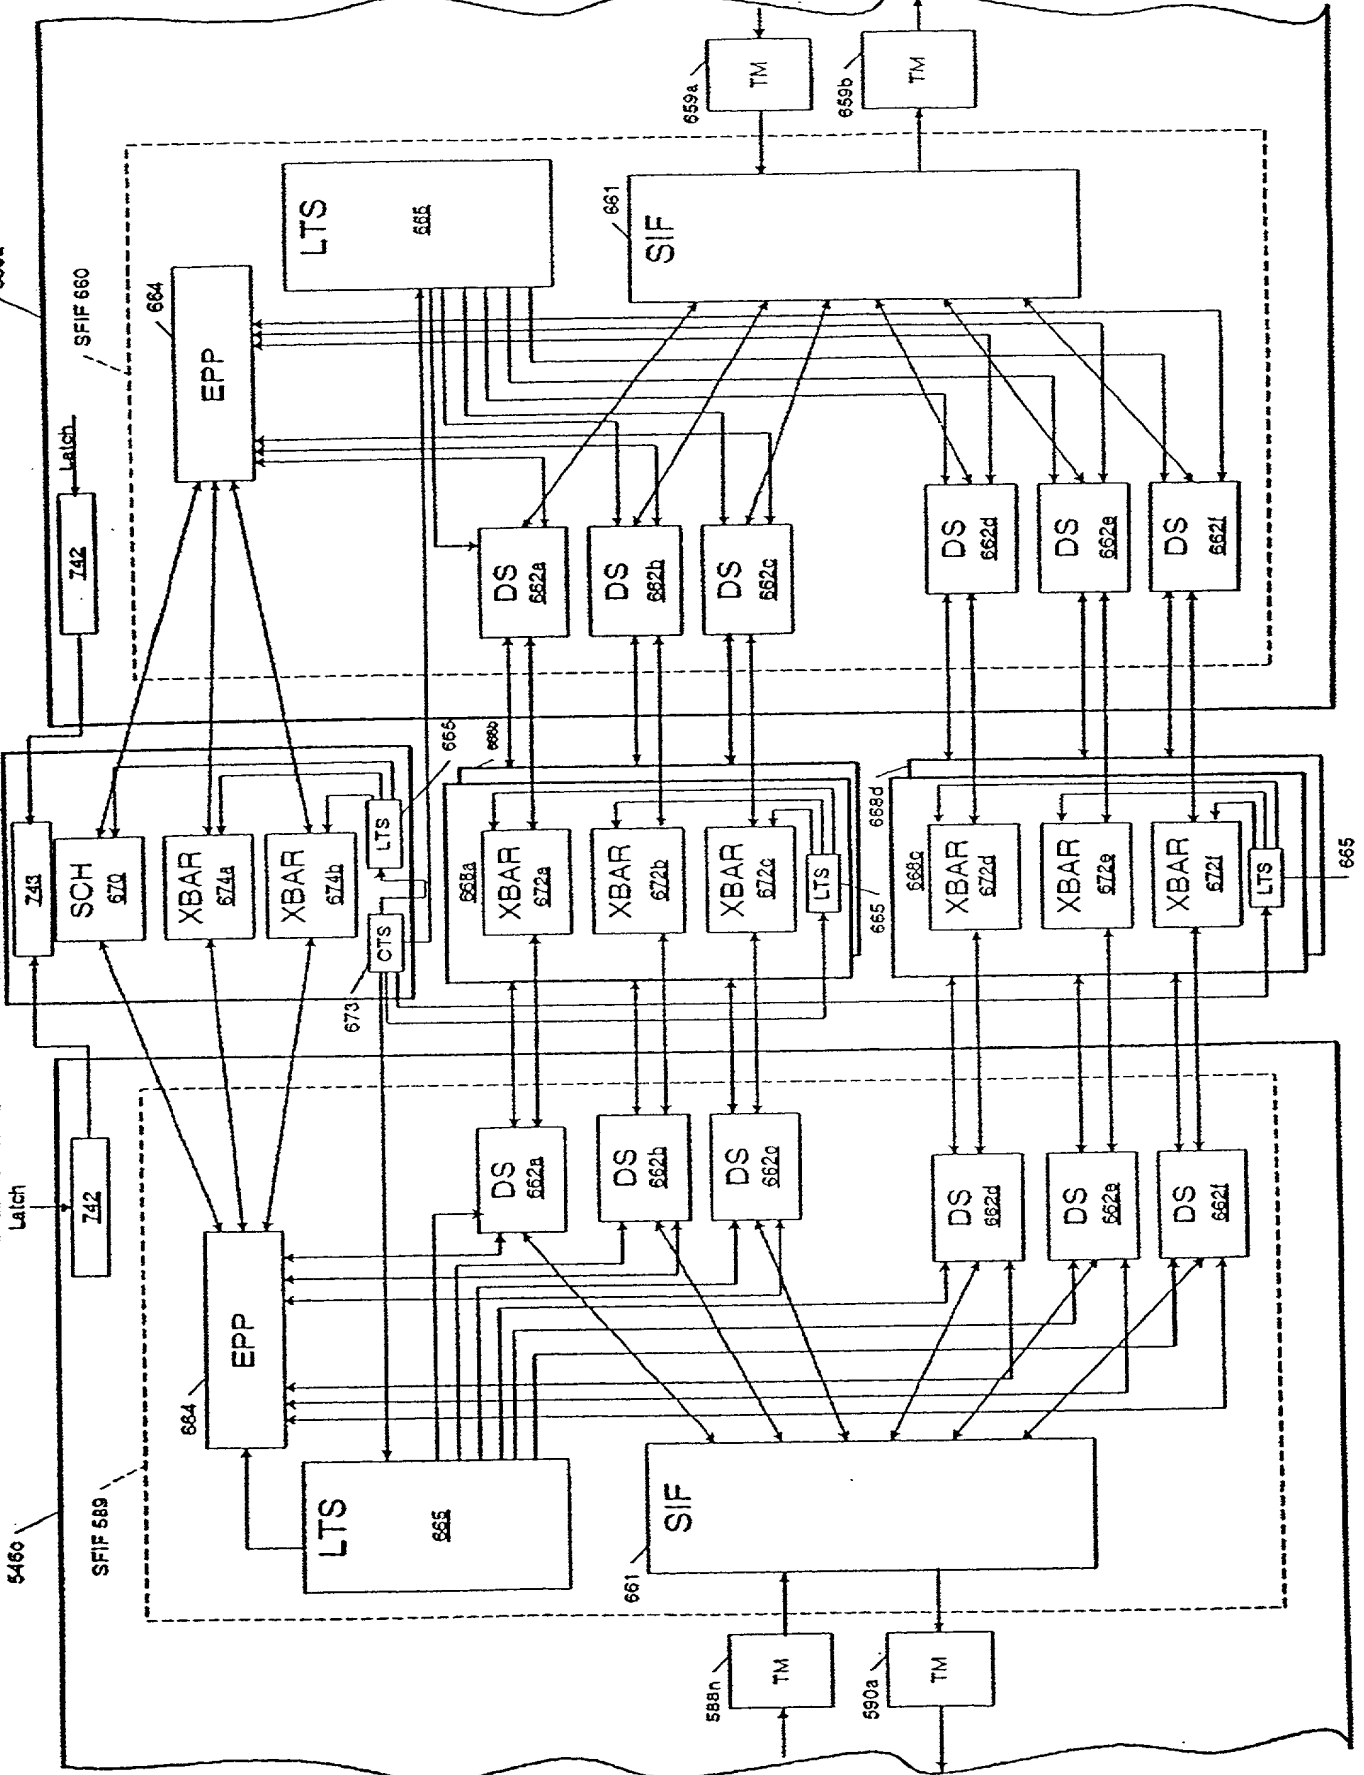 546c
SFIF 589
Latch
742
EPP
664
LTS
665
SIF
661
TM
588n
TM
590a
DS
662a
DS
662b
DS
662c
DS
662d
DS
662e
DS
662f
743
SCH
670
XBAR
674a
XBAR
674b
LTS
665
CTS
673
668a
668b
XBAR
672a
XBAR
672b
XBAR
672c
LTS
665
668c
668d
XBAR
672d
XBAR
672e
XBAR
672f
LTS
665
SFIF 660
Latch
742
EPP
664
LTS
665
SIF
661
TM
659a
TM
659b
DS
662a
DS
662b
DS
662c
DS
662d
DS
662e
DS
662f